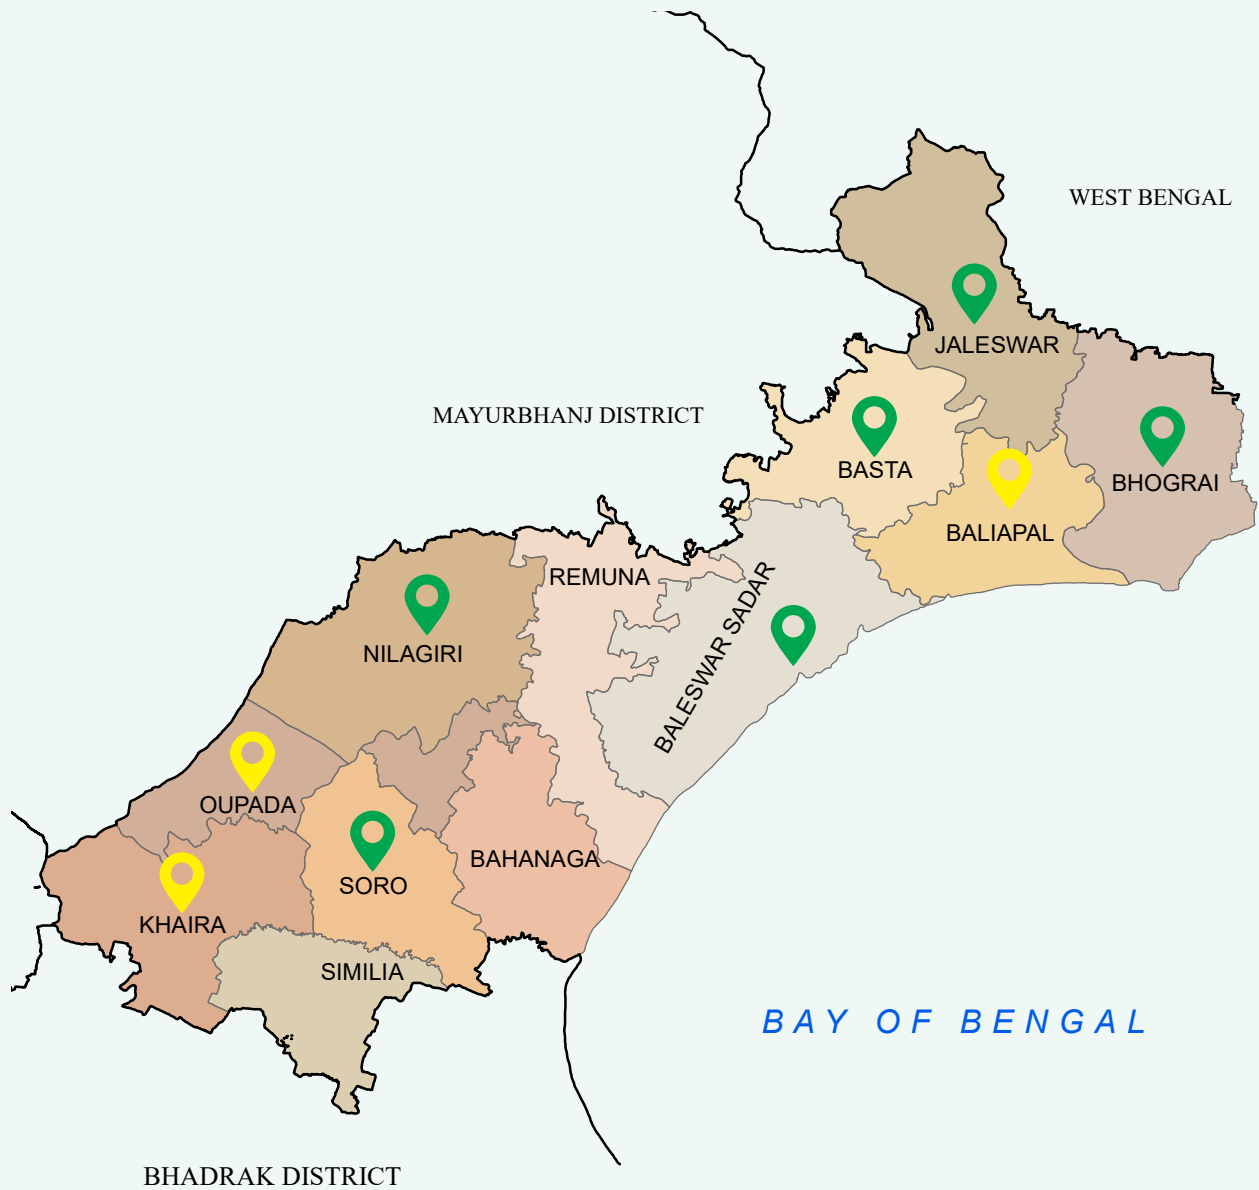 WEST BENGAL
JALESWAR
MAYURBHANJ DISTRICT
BASTA
BHOGRAI
BALIAPAL
REMUNA
BALESWAR SADAR
NILAGIRI
OUPADA
BAHANAGA
SORO
KHAIRA
SIMILIA
BAY OF BENGAL
BHADRAK DISTRICT